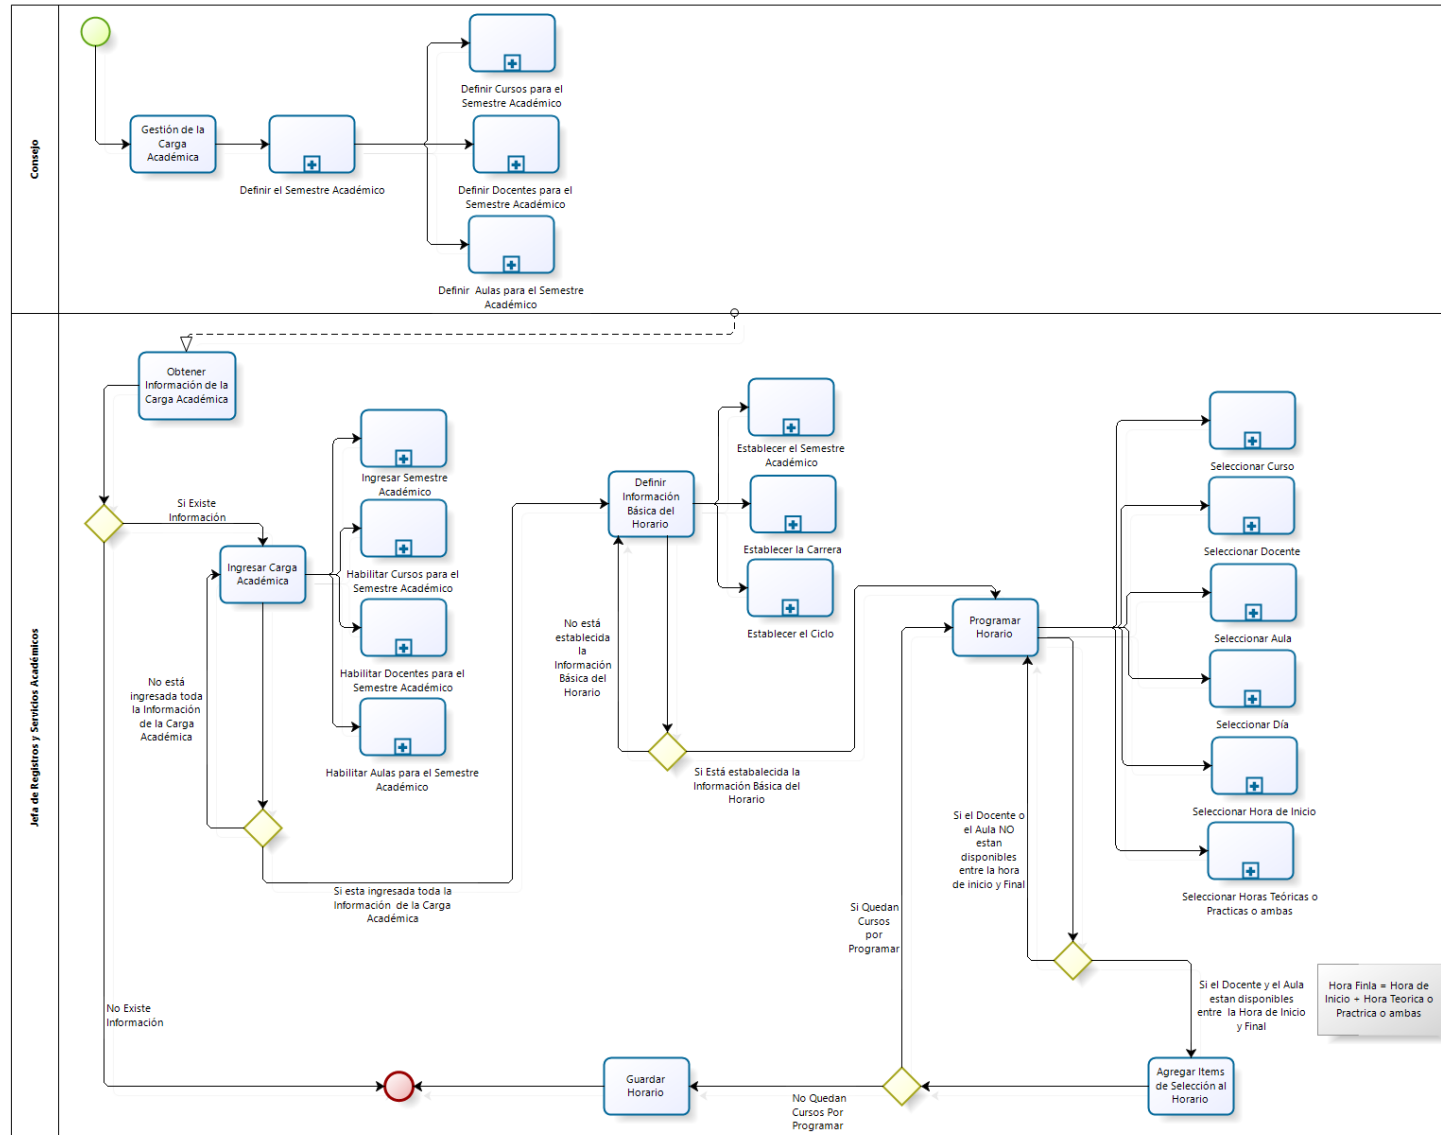 Consejo
Gestión de la
Carga
Académica
Definir el Semestre Académico
Definir Cursos para el
Semestre Académico
Definir Docentes para el
Semestre Académico
Definir Aulas para el Semestre
Académico
Jefa de Registros y Servicios Académicos
Obtener
Información de la
Carga Académica
Si Existe
Información
Ingresar Carga
Académica
Ingresar Semestre
Académico
Habilitar Cursos para el
Semestre Académico
Habilitar Docentes para el
Semestre Académico
Habilitar Aulas para el Semestre
Académico
No está
ingresada toda
la Información
de la Carga
Académica
Si esta ingresada toda la
Información de la Carga
Académica
Definir
Información
Básica del
Horario
Establecer el Semestre
Académico
Establecer la Carrera
Establecer el Ciclo
No está
establecida
la
Información
Básica del
Horario
Si Está estabalecida la
Información Básica del
Horario
Programar
Horario
Seleccionar Curso
Seleccionar Docente
Seleccionar Aula
Seleccionar Día
Seleccionar Hora de Inicio
Seleccionar Horas Teóricas o
Practicas o ambas
Si el Docente o
el Aula NO
estan
disponibles
entre la hora
de inicio y Final
Si Quedan
Cursos
por
Programar
Si el Docente y el Aula
estan disponibles
entre la Hora de Inicio
y Final
Hora Finla = Hora de
Inicio + Hora Teorica o
Practrica o ambas
No Existe
Información
Guardar
Horario
No Quedan
Cursos Por
Programar
Agregar Items
de Selección al
Horario